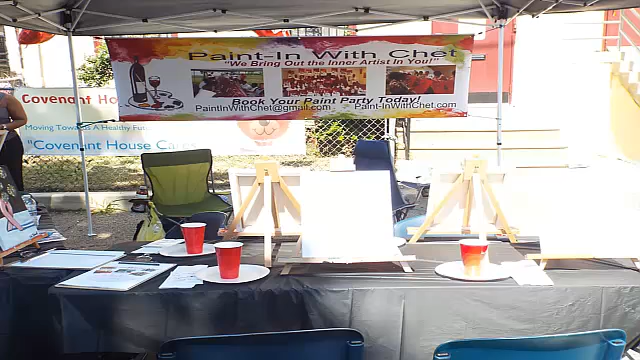 Paint-In With Chet
"We Bring Out the Inner Artist In You!"
Book Your Paint Party Today!
PaintInWithChet@gmail.com Paint-InWithChet.com
Covenant Ho
Moving Towards A Healthy Fut
"Covenant House Cares